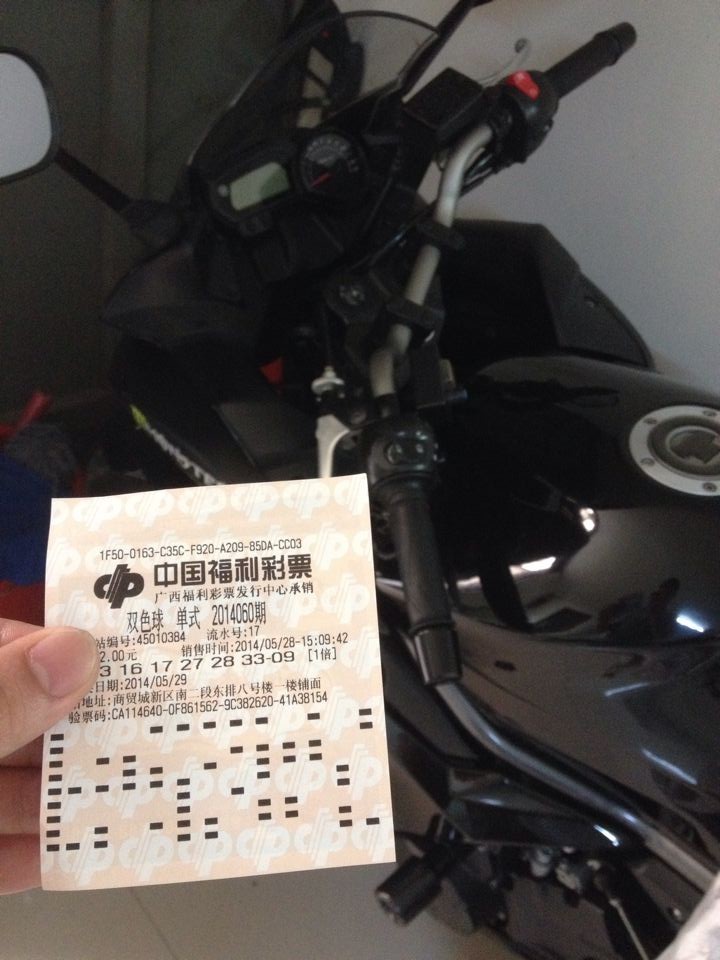 1F50-0163-C35C-F920-A209-85DA-CC03
中国福利彩票
广西福利彩票发行中心承销
双色球 单式 2014060期
站编号:45010384 流水号:17
2.00元 销售时间:2014/05/28-15:09:42
3 16 17 27 28 33-09 [1倍]
日期:2014/05/29
地址:商贸城新区南二段东排八号楼一楼铺面
验票码:CA114640-0F861562-9C382620-41A38154